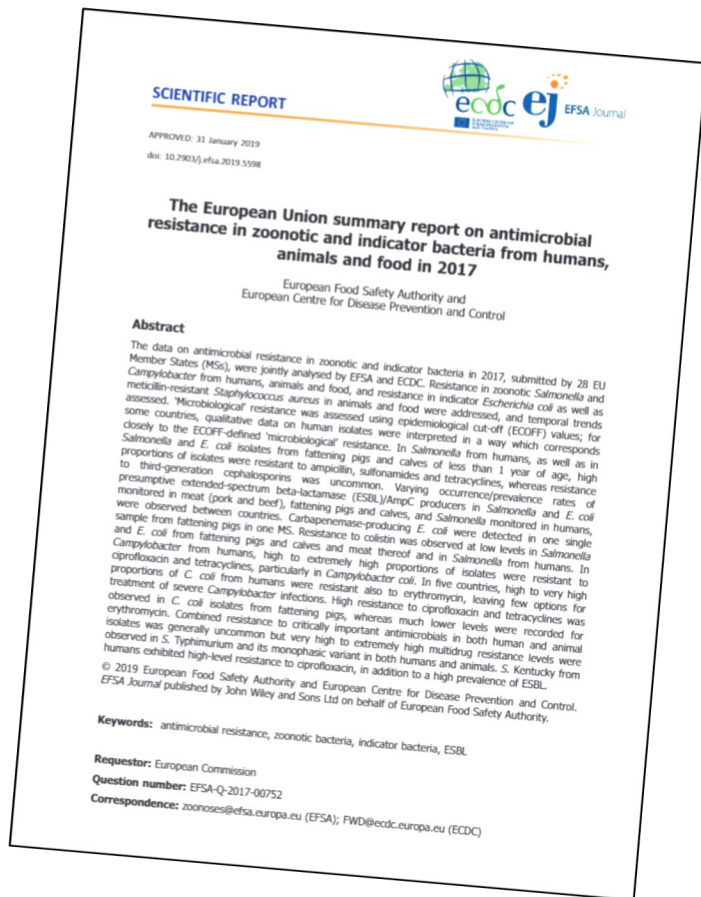 SCIENTIFIC REPORT
ecdc
EUROPEAN CENTRE FOR
DISEASE PREVENTION
AND CONTROL
ej EFSA Journal
APPROVED: 31 January 2019
doi: 10.2903/j.efsa.2019.5598
The European Union summary report on antimicrobial
resistance in zoonotic and indicator bacteria from humans,
animals and food in 2017
European Food Safety Authority and
European Centre for Disease Prevention and Control
Abstract
The data on antimicrobial resistance in zoonotic and indicator bacteria in 2017, submitted by 28 EU
Member States (MSs), were jointly analysed by EFSA and ECDC. Resistance in zoonotic Salmonella and
Campylobacter from humans, animals and food, and resistance in indicator Escherichia coli as well as
meticillin-resistant Staphylococcus aureus in animals and food were addressed, and temporal trends
assessed. 'Microbiological' resistance was assessed using epidemiological cut-off (ECOFF) values; for
some countries, qualitative data on human isolates were interpreted in a way which corresponds
closely to the ECOFF-defined 'microbiological' resistance. In Salmonella from humans, as well as in
Salmonella and E. coli isolates from fattening pigs and calves of less than 1 year of age, high
proportions of isolates were resistant to ampicillin, sulfonamides and tetracyclines, whereas resistance
to third-generation cephalosporins was uncommon. Varying occurrence/prevalence rates of
presumptive extended-spectrum beta-lactamase (ESBL)/AmpC producers in Salmonella and E. coli
monitored in meat (pork and beef), fattening pigs and calves, and Salmonella monitored in humans,
were observed between countries. Carbapenemase-producing E. coli were detected in one single
sample from fattening pigs in one MS. Resistance to colistin was observed at low levels in Salmonella
and E. coli from fattening pigs and calves and meat thereof and in Salmonella from humans. In
Campylobacter from humans, high to extremely high proportions of isolates were resistant to
ciprofloxacin and tetracyclines, particularly in Campylobacter coli. In five countries, high to very high
proportions of C. coli from humans were resistant also to erythromycin, leaving few options for
treatment of severe Campylobacter infections. High resistance to ciprofloxacin and tetracyclines was
observed in C. coli isolates from fattening pigs, whereas much lower levels were recorded for
erythromycin. Combined resistance to critically important antimicrobials in both human and animal
isolates was generally uncommon but very high to extremely high multidrug resistance levels were
observed in S. Typhimurium and its monophasic variant in both humans and animals. S. Kentucky from
humans exhibited high-level resistance to ciprofloxacin, in addition to a high prevalence of ESBL.
© 2019 European Food Safety Authority and European Centre for Disease Prevention and Control.
EFSA Journal published by John Wiley and Sons Ltd on behalf of European Food Safety Authority.
Keywords: antimicrobial resistance, zoonotic bacteria, indicator bacteria, ESBL
Requestor: European Commission
Question number: EFSA-Q-2017-00752
Correspondence: zoonoses@efsa.europa.eu (EFSA); FWD@ecdc.europa.eu (ECDC)